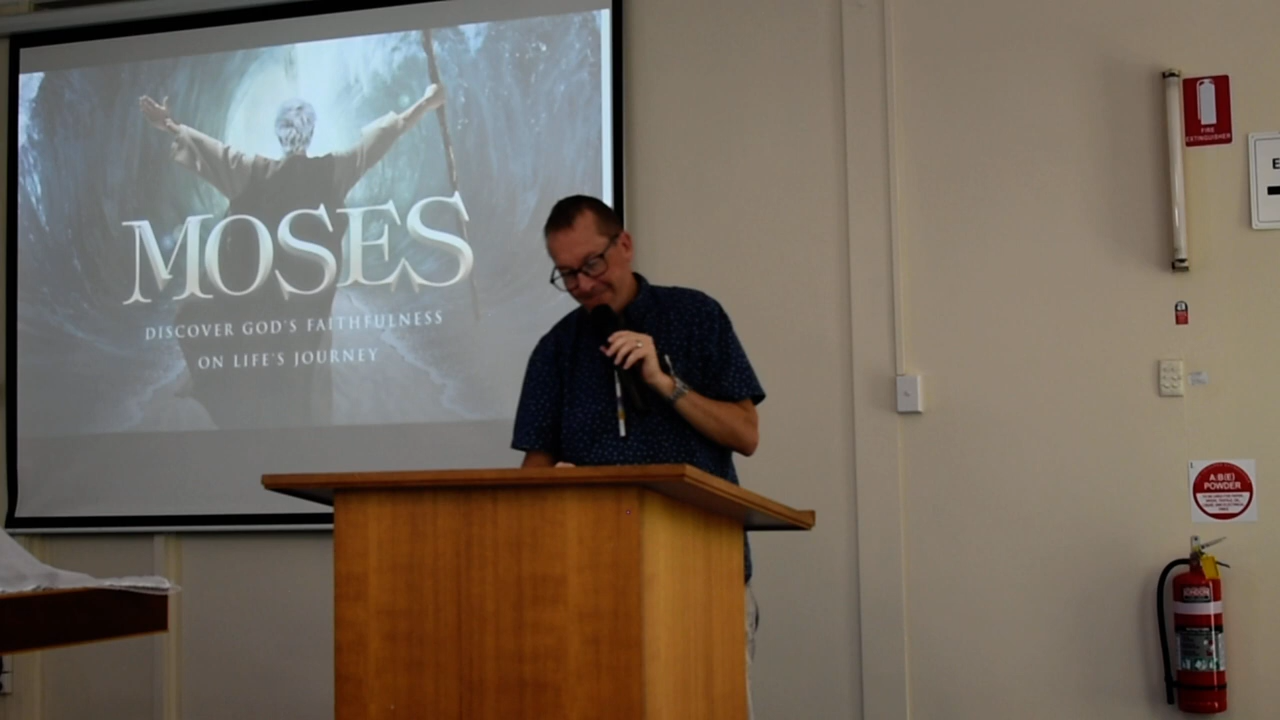 MOSES
DISCOVER GOD'S FAITHFULNESS
ON LIFE'S JOURNEY
FIRE
EXTINGUISHER
E
A:B(E)
POWDER